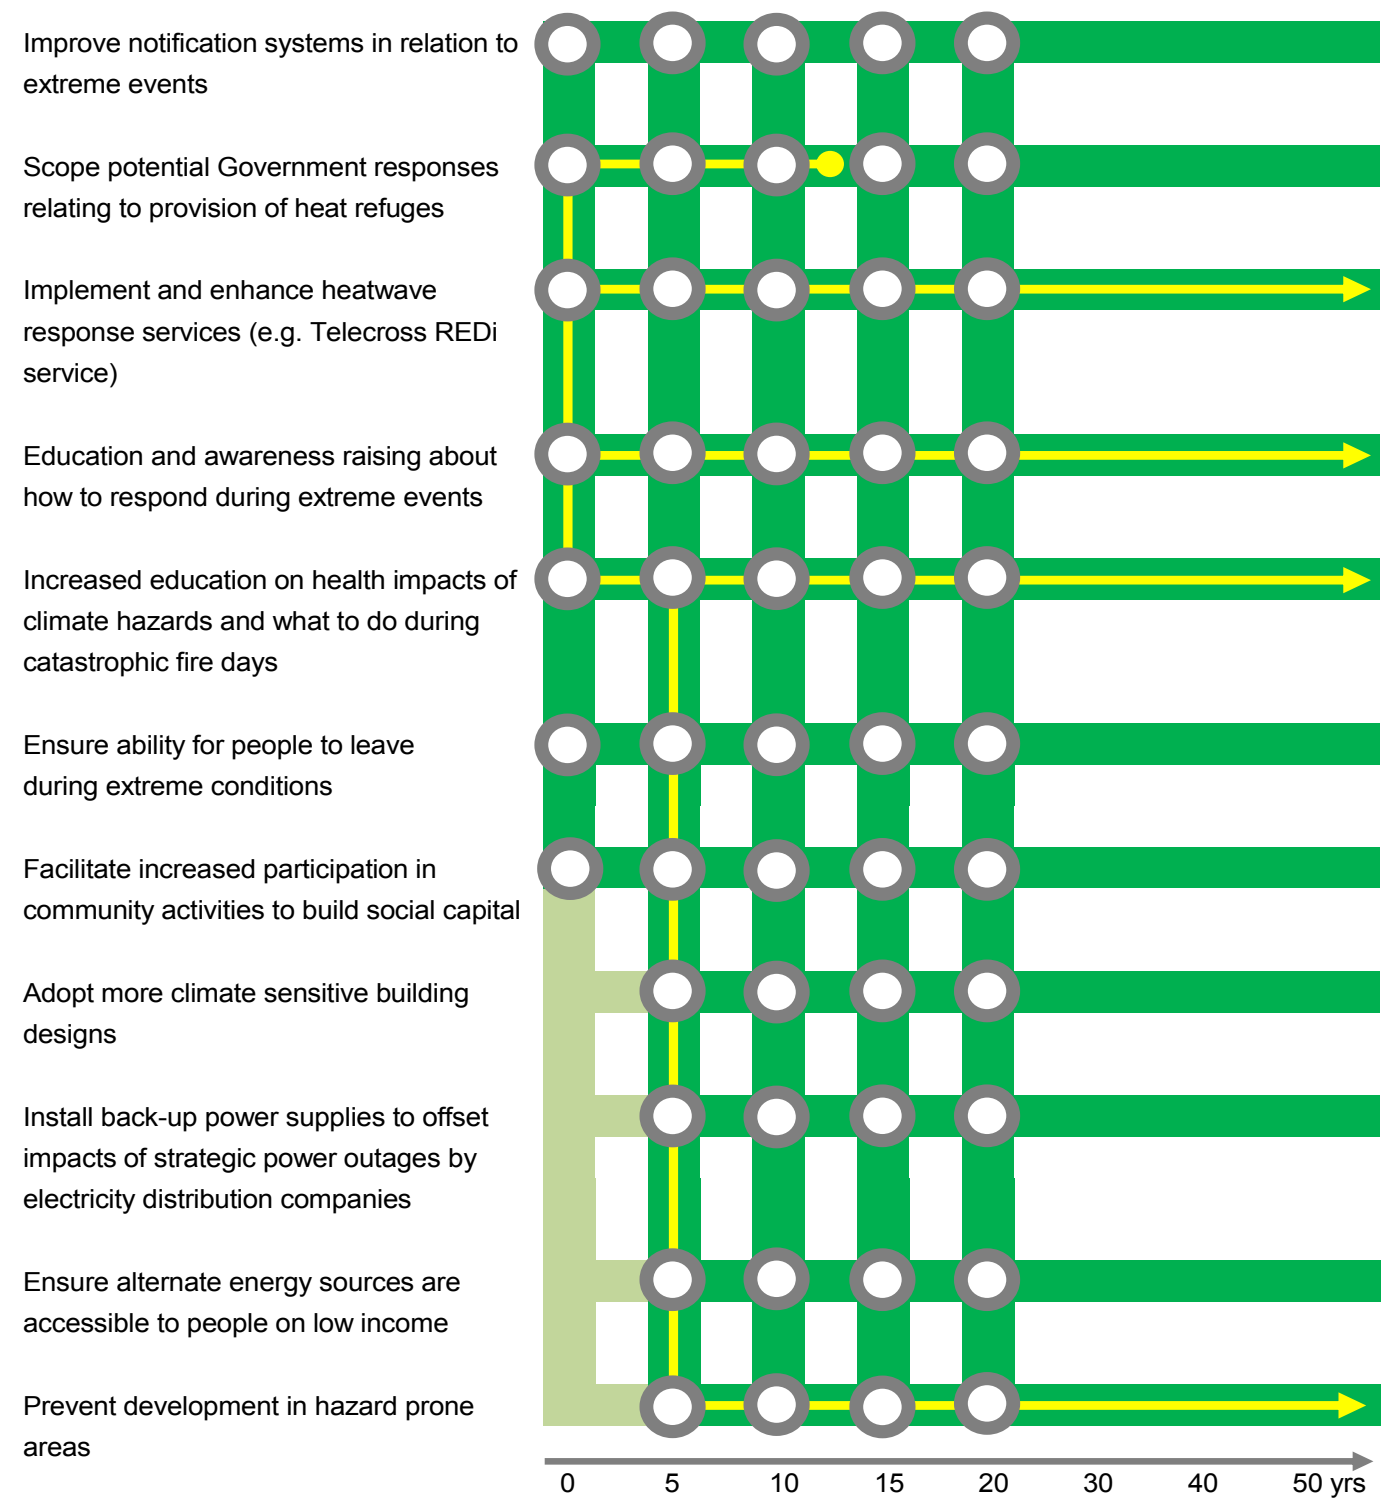 Improve notification systems in relation to
extreme events
Scope potential Government responses
relating to provision of heat refuges
Implement and enhance heatwave
response services (e.g. Telecross REDi
service)
Education and awareness raising about
how to respond during extreme events
Increased education on health impacts of
climate hazards and what to do during
catastrophic fire days
Ensure ability for people to leave
during extreme conditions
Facilitate increased participation in
community activities to build social capital
Adopt more climate sensitive building
designs
Install back-up power supplies to offset
impacts of strategic power outages by
electricity distribution companies
Ensure alternate energy sources are
accessible to people on low income
Prevent development in hazard prone
areas
0 5 10 15 20 30 40 50 yrs